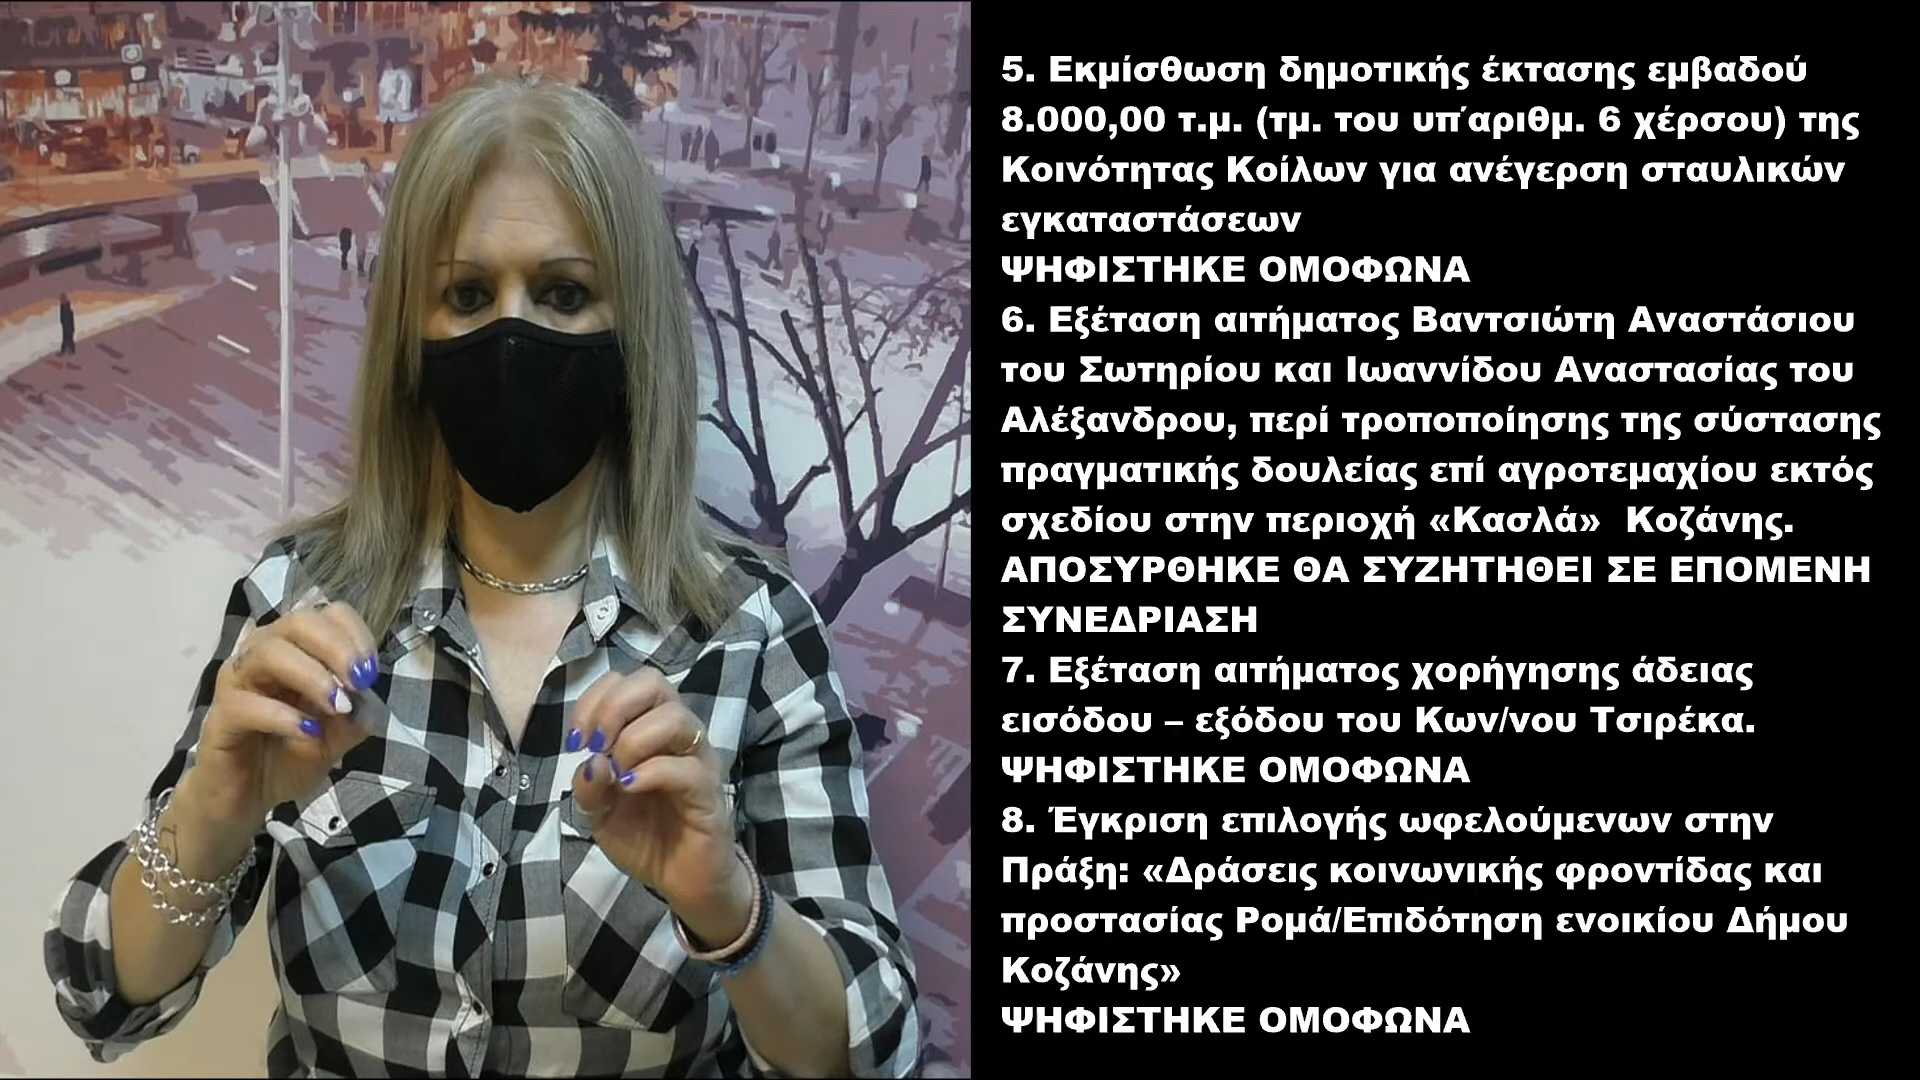 5. Εκμίσθωση δημοτικής έκτασης εμβαδού
8.000,00 τ.μ. (τμ. του υπ΄αριθμ. 6 χέρσου) της
Κοινότητας Κοίλων για ανέγερση σταυλικών
εγκαταστάσεων
ΨΗΦΙΣΤΗΚΕ ΟΜΟΦΩΝΑ
6. Εξέταση αιτήματος Βαντσιώτη Αναστάσιου
του Σωτηρίου και Ιωαννίδου Αναστασίας του
Αλέξανδρου, περί τροποποίησης της σύστασης
πραγματικής δουλείας επί αγροτεμαχίου εκτός
σχεδίου στην περιοχή «Κασλά»  Κοζάνης.
ΑΠΟΣΥΡΘΗΚΕ ΘΑ ΣΥΖΗΤΗΘΕΙ ΣΕ ΕΠΟΜΕΝΗ
ΣΥΝΕΔΡΙΑΣΗ
7. Εξέταση αιτήματος χορήγησης άδειας
εισόδου – εξόδου του Κων/νου Τσιρέκα.
ΨΗΦΙΣΤΗΚΕ ΟΜΟΦΩΝΑ
8. Έγκριση επιλογής ωφελούμενων στην
Πράξη: «Δράσεις κοινωνικής φροντίδας και
προστασίας Ρομά/Επιδότηση ενοικίου Δήμου
Κοζάνης»
ΨΗΦΙΣΤΗΚΕ ΟΜΟΦΩΝΑ